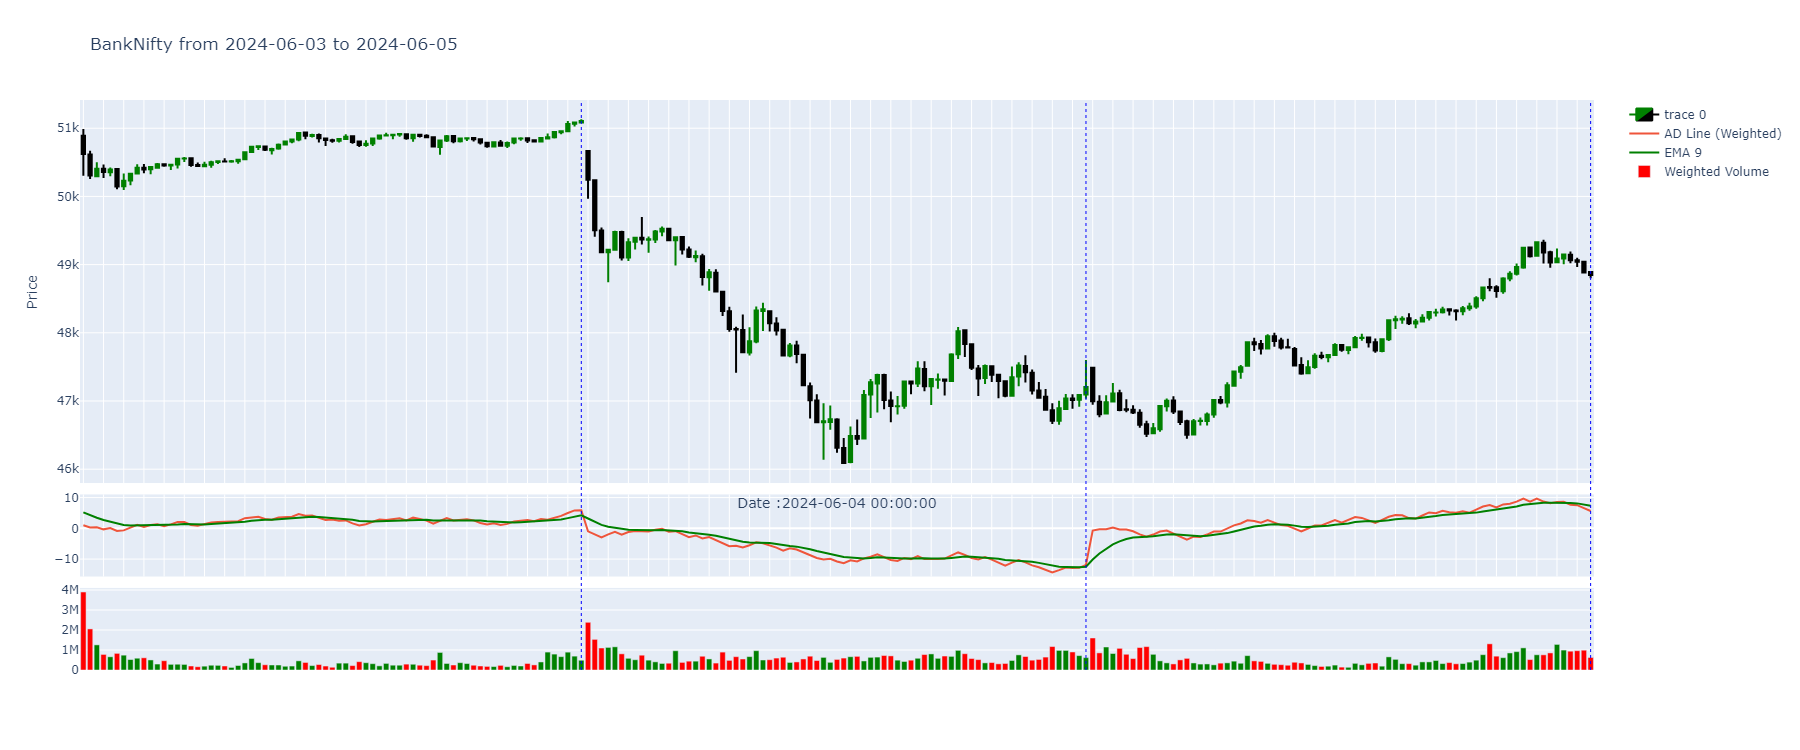 BankNifty from 2024-06-03 to 2024-06-05
trace 0
AD Line (Weighted)
EMA 9
Weighted Volume
Price
51k
50k
49k
48k
47k
46k
Date :2024-06-04 00:00:00
10
0
−10
4M
3M
2M
1M
0